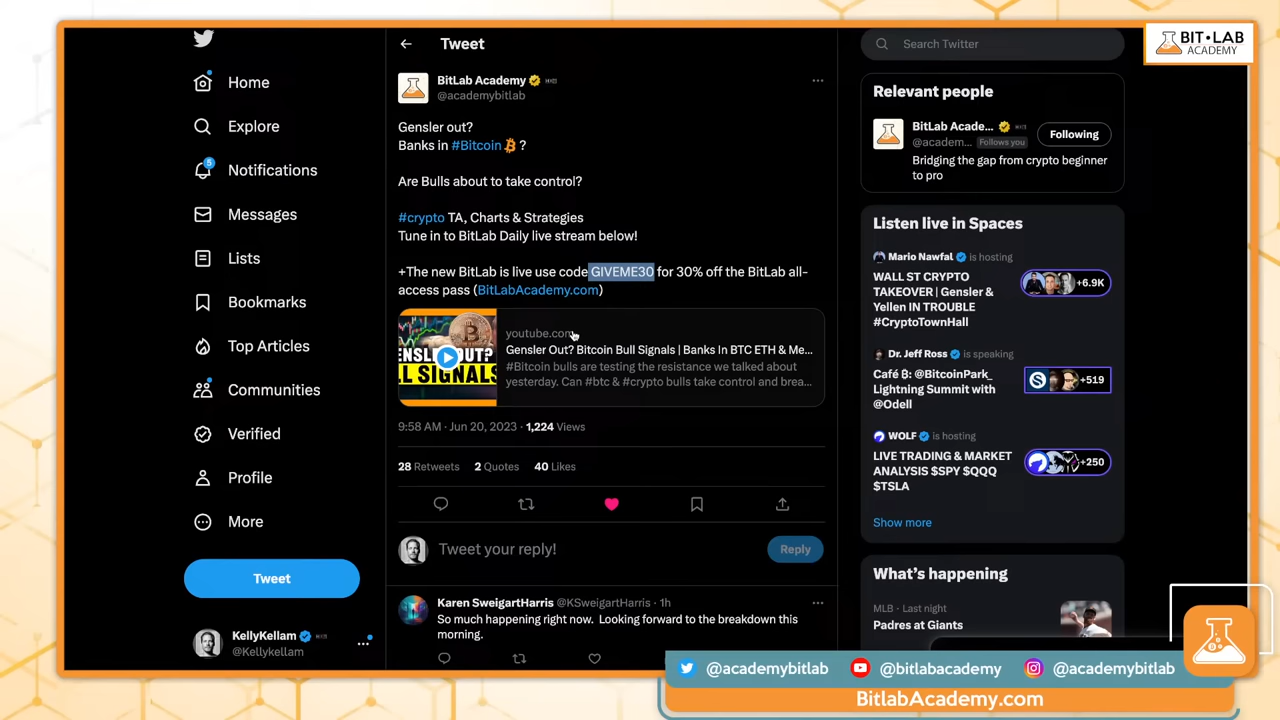 BIT•LAB
ACADEMY
Home
Explore
5
Notifications
Messages
Lists
Bookmarks
Top Articles
Communities
Verified
Profile
More
Tweet
KellyKellam
@Kellykellam
Tweet
BitLab Academy
@academybitlab
Gensler out?
Banks in #Bitcoin ?
Are Bulls about to take control?
#crypto TA, Charts & Strategies
Tune in to BitLab Daily live stream below!
+The new BitLab is live use code GIVEME30 for 30% off the BitLab all-
access pass (BitLabAcademy.com)
ENSLER OUT?
LL SIGNALS
youtube.com
Gensler Out? Bitcoin Bull Signals | Banks In BTC ETH & Me...
#Bitcoin bulls are testing the resistance we talked about
yesterday. Can #btc & #crypto bulls take control and brea...
9:58 AM · Jun 20, 2023 · 1,224 Views
28 Retweets 2 Quotes 40 Likes
Tweet your reply!
Reply
Karen SweigartHarris @KSweigartHarris · 1h
So much happening right now. Looking forward to the breakdown this
morning.
Search Twitter
Relevant people
BitLab Acade...
@academ... Follows you
Following
Bridging the gap from crypto beginner
to pro
Listen live in Spaces
Mario Nawfal is hosting
WALL ST CRYPTO
TAKEOVER | Gensler &
Yellen IN TROUBLE
#CryptoTownHall
+6.9K
Dr. Jeff Ross is speaking
Café ₿: @BitcoinPark_
Lightning Summit with
@Odell
+519
WOLF is hosting
LIVE TRADING & MARKET
ANALYSIS $SPY $QQQ
$TSLA
+250
Show more
What's happening
MLB · Last night
Padres at Giants
@academybitlab @bitlabacademy @academybitlab
BitlabAcademy.com